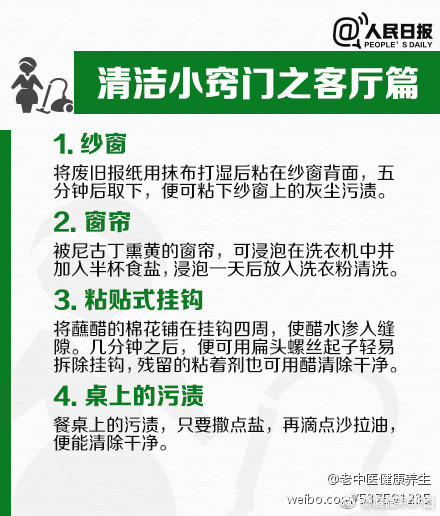 @人民日报
PEOPLE'S DAILY
清洁小窍门之客厅篇
1. 纱窗
将废旧报纸用抹布打湿后粘在纱窗背面，五
分钟后取下，便可粘下纱窗上的灰尘污渍。
2. 窗帘
被尼古丁熏黄的窗帘，可浸泡在洗衣机中并
加入半杯食盐，浸泡一天后放入洗衣粉清洗。
3. 粘贴式挂钩
将蘸醋的棉花铺在挂钩四周，使醋水渗入缝
隙。几分钟之后，便可用扁头螺丝起子轻易
拆除挂钩，残留的粘着剂也可用醋清除干净。
4. 桌上的污渍
餐桌上的污渍，只要撒点盐，再滴点沙拉油，
便能清除干净。
@老中医健康养生